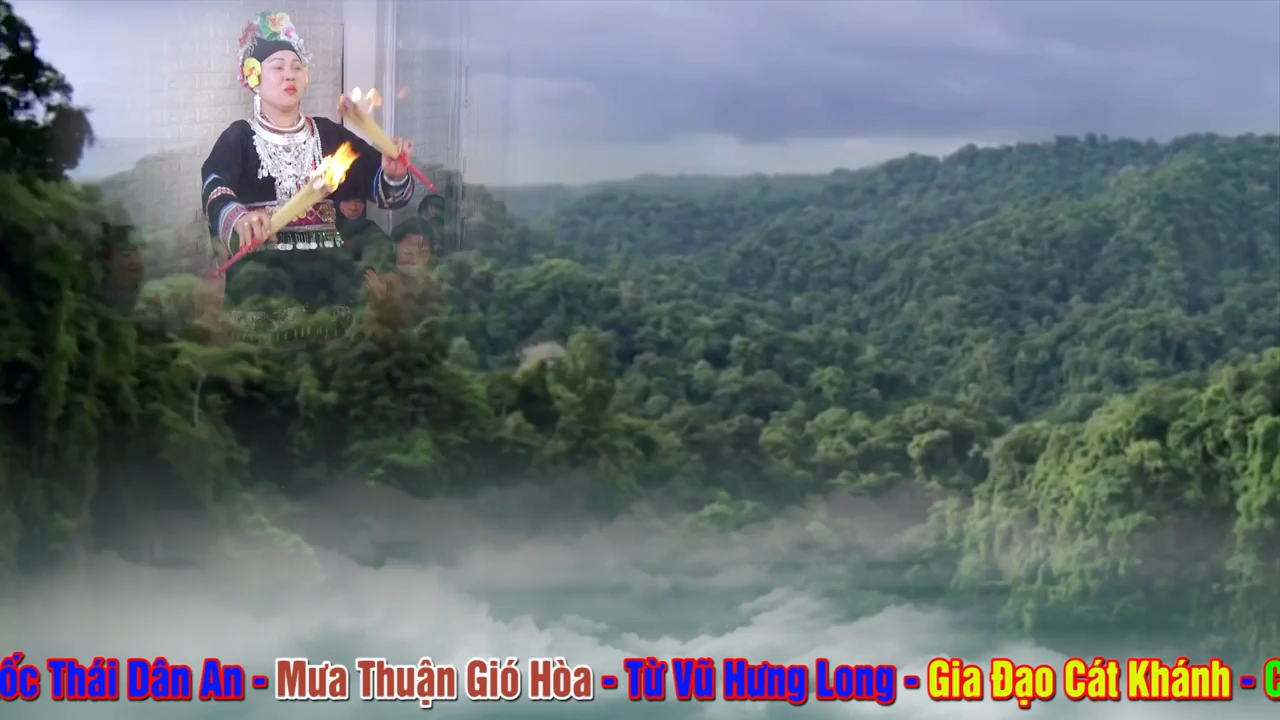 ốc Thái Dân An - Mưa Thuận Gió Hòa - Từ Vũ Hưng Long - Gia Đạo Cát Khánh - C